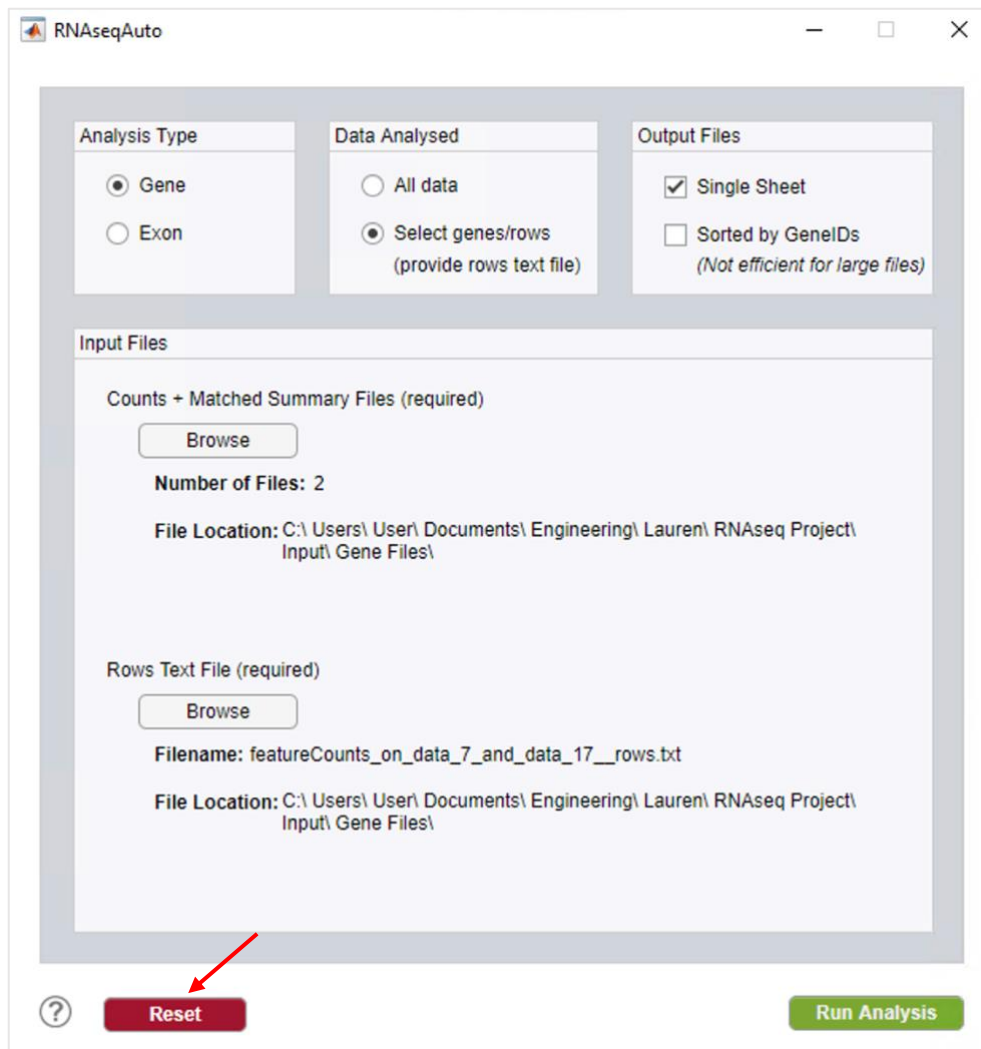 RNAseqAuto
Analysis Type
Gene
Exon
Data Analysed
All data
Select genes/rows
(provide rows text file)
Output Files
Single Sheet
Sorted by GeneIDs
(Not efficient for large files)
Input Files
Counts + Matched Summary Files (required)
Browse
Number of Files: 2
File Location: C:\ Users\ User\ Documents\ Engineering\ Lauren\ RNAseq Project\
Input\ Gene Files\
Rows Text File (required)
Browse
Filename: featureCounts_on_data_7_and_data_17__rows.txt
File Location: C:\ Users\ User\ Documents\ Engineering\ Lauren\ RNAseq Project\
Input\ Gene Files\
?
Reset
Run Analysis